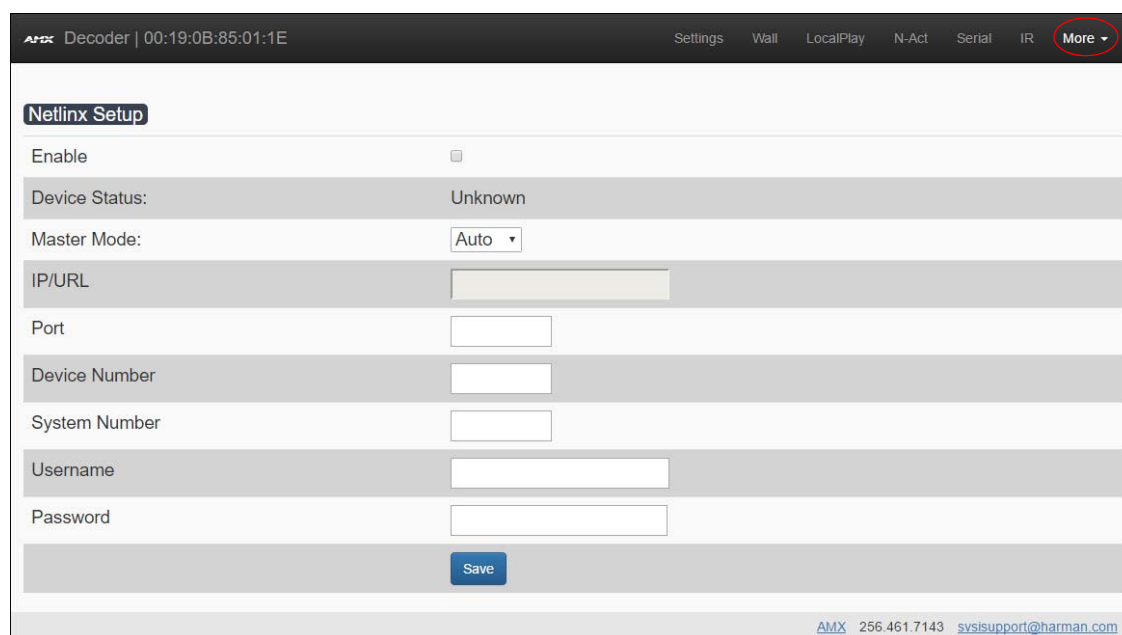 AMX Decoder | 00:19:0B:85:01:1E Settings Wall LocalPlay N-Act Serial IR More
Netlinx Setup
Enable
Device Status: Unknown
Master Mode: Auto
IP/URL
Port
Device Number
System Number
Username
Password
Save
AMX 256.461.7143 svsisupport@harman.com